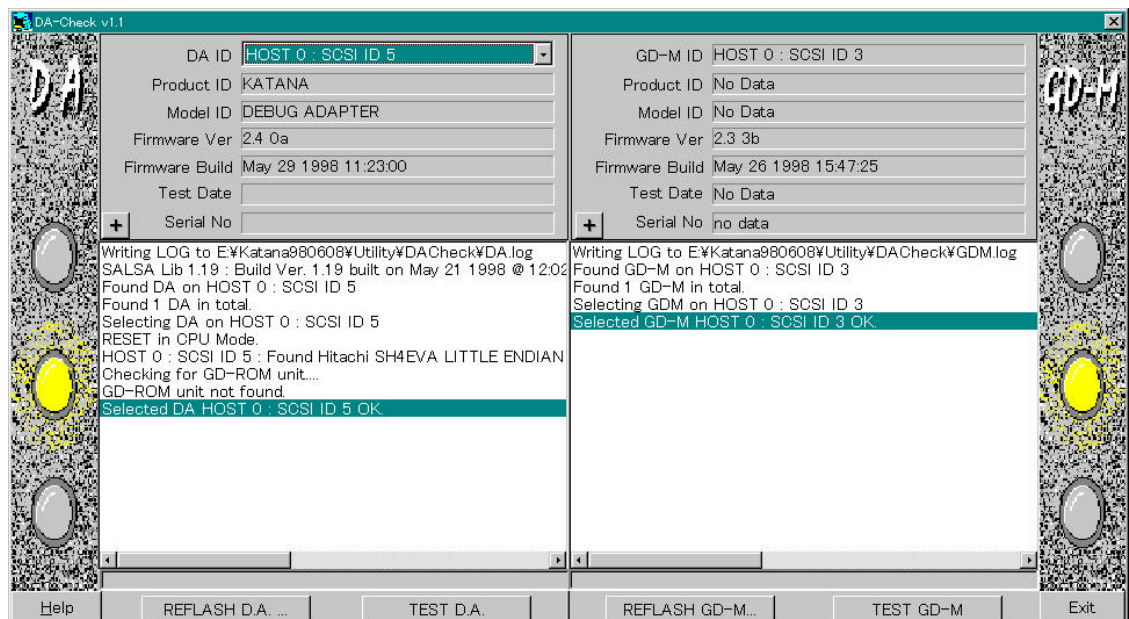 DA-Check v1.1
DA
DA ID HOST 0 : SCSI ID 5
Product ID KATANA
Model ID DEBUG ADAPTER
Firmware Ver 2.4 0a
Firmware Build May 29 1998 11:23:00
Test Date
+ Serial No
Writing LOG to E:¥Katana980608¥Utility¥DACheck¥DA.log
SALSA Lib 1.19 : Build Ver. 1.19 built on May 21 1998 @ 12:02
Found DA on HOST 0 : SCSI ID 5
Found 1 DA in total.
Selecting DA on HOST 0 : SCSI ID 5
RESET in CPU Mode.
HOST 0 : SCSI ID 5 : Found Hitachi SH4EVA LITTLE ENDIAN
Checking for GD-ROM unit....
GD-ROM unit not found.
Selected DA HOST 0 : SCSI ID 5 OK.
GD-M
GD-M ID HOST 0 : SCSI ID 3
Product ID No Data
Model ID No Data
Firmware Ver 2.3 3b
Firmware Build May 26 1998 15:47:25
Test Date No Data
+ Serial No no data
Writing LOG to E:¥Katana980608¥Utility¥DACheck¥GDM.log
Found GD-M on HOST 0 : SCSI ID 3
Found 1 GD-M in total.
Selecting GDM on HOST 0 : SCSI ID 3
Selected GD-M HOST 0 : SCSI ID 3 OK.
Help REFLASH D.A. ... TEST D.A. REFLASH GD-M... TEST GD-M Exit